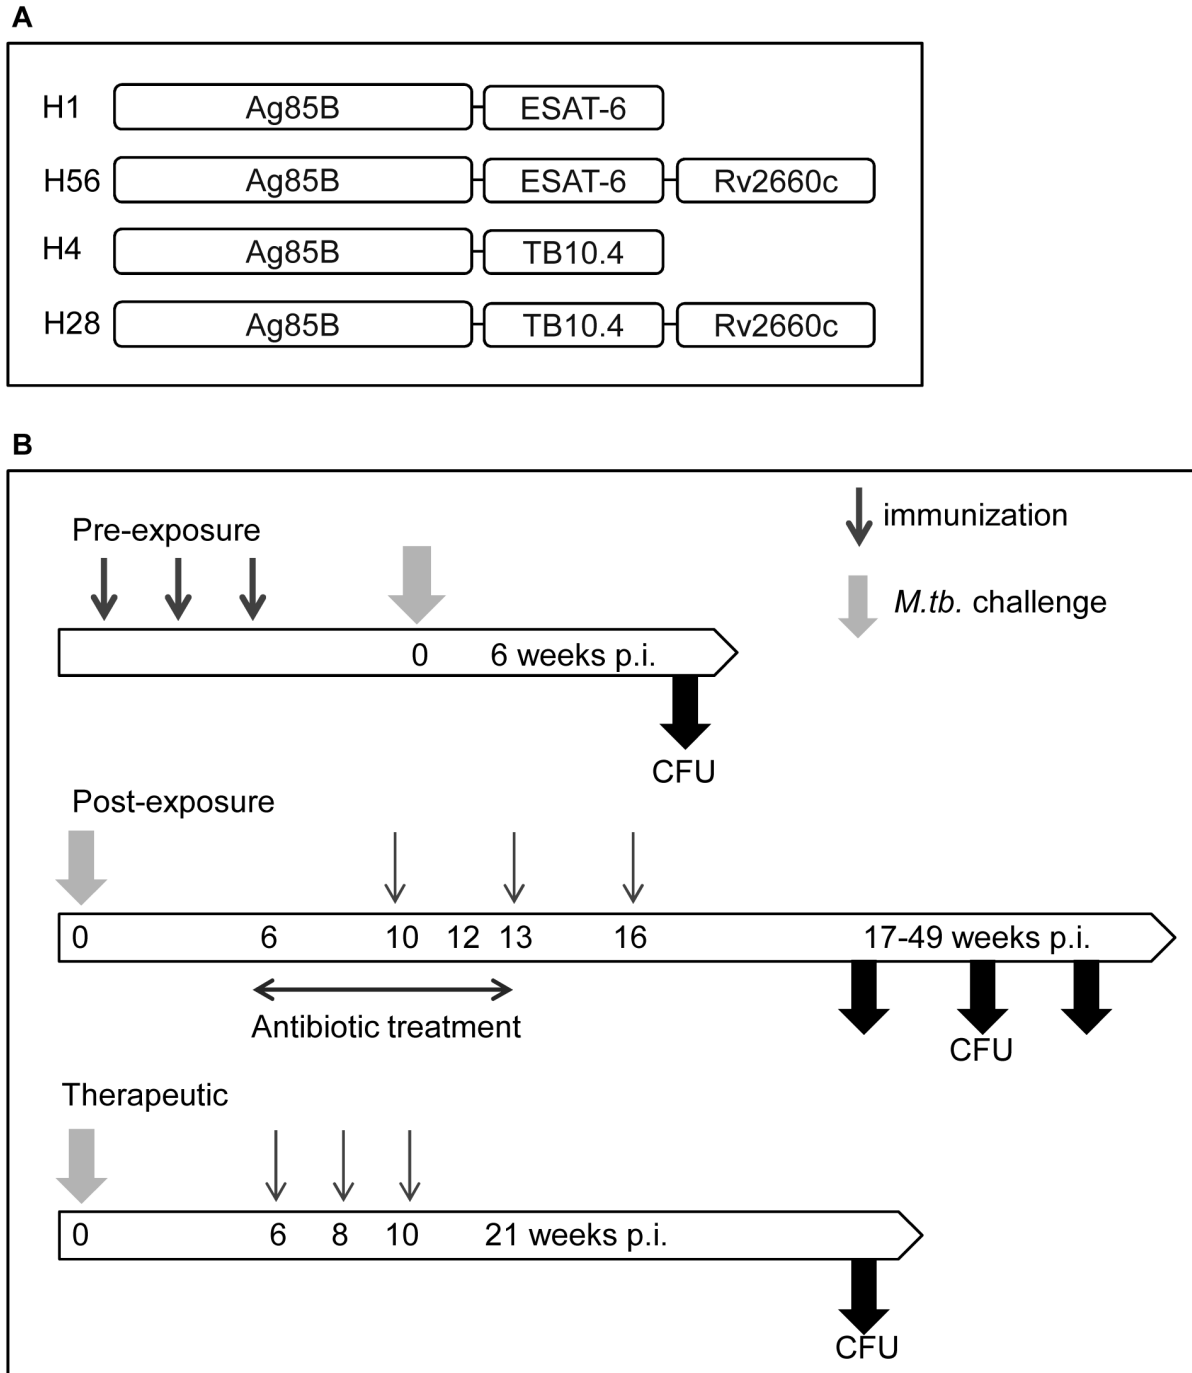 A
H1 Ag85B ESAT-6
H56 Ag85B ESAT-6 Rv2660c
H4 Ag85B TB10.4
H28 Ag85B TB10.4 Rv2660c
B
Pre-exposure
immunization
M.tb. challenge
0 6 weeks p.i.
CFU
Post-exposure
0 6 10 12 13 16 17-49 weeks p.i.
Antibiotic treatment
CFU
Therapeutic
0 6 8 10 21 weeks p.i.
CFU